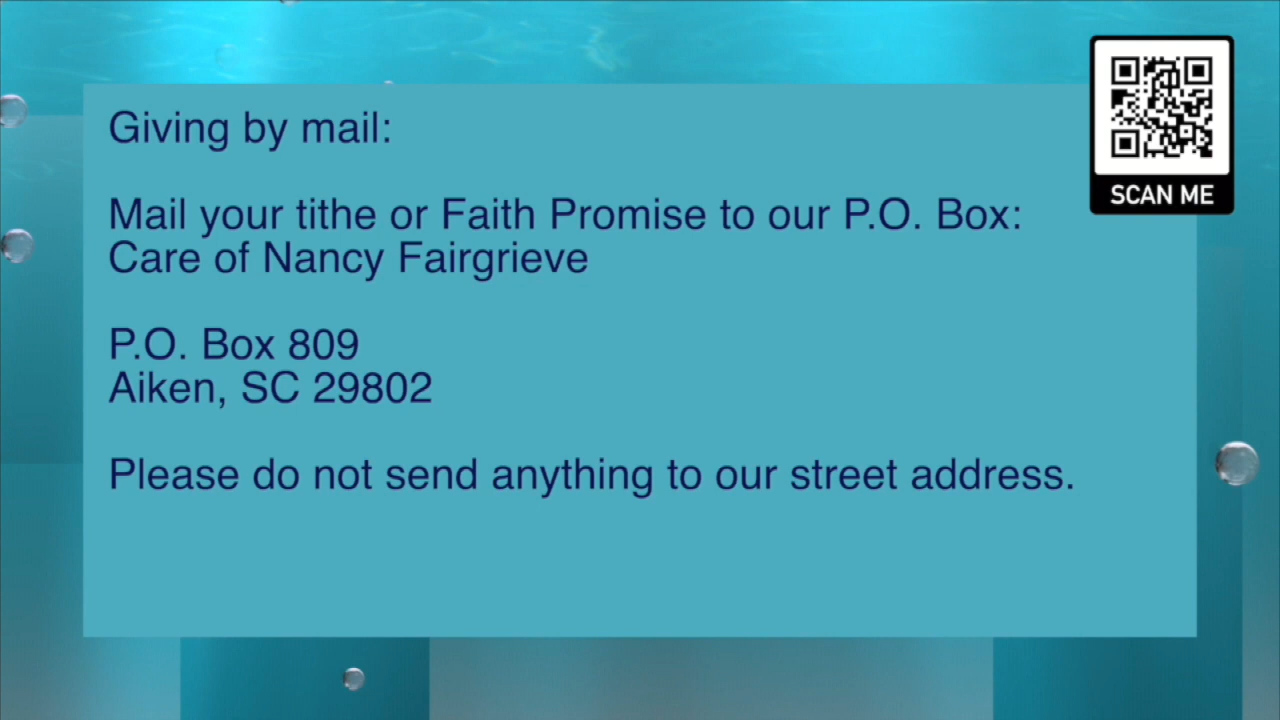 Giving by mail:
Mail your tithe or Faith Promise to our P.O. Box:
Care of Nancy Fairgrieve
P.O. Box 809
Aiken, SC 29802
Please do not send anything to our street address.
SCAN ME